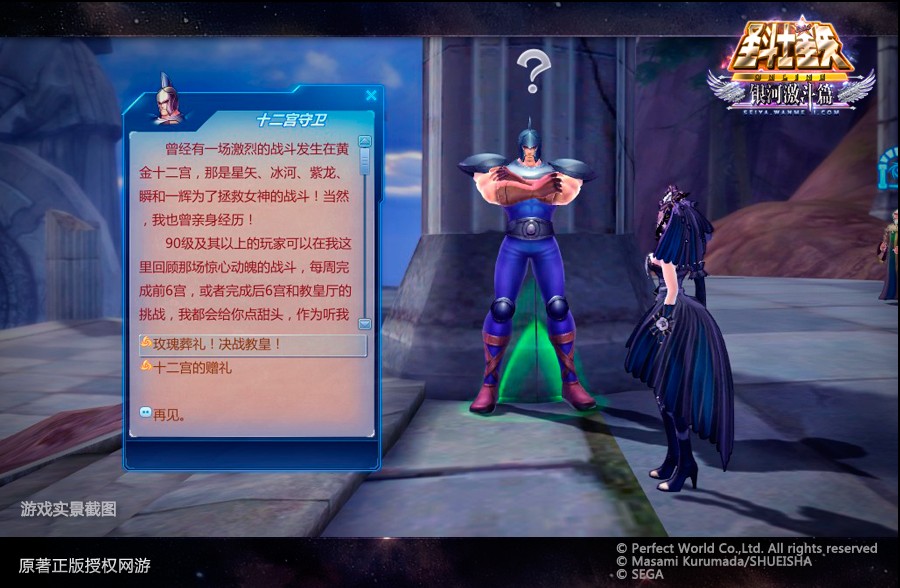 圣斗士金矢
ONLINE
银河激斗篇
SEIYA.WANMEI.COM
十二宫守卫
曾经有一场激烈的战斗发生在黄
金十二宫，那是星矢、冰河、紫龙、
瞬和一辉为了拯救女神的战斗！当然
，我也曾亲身经历！
90级及其以上的玩家可以在我这
里回顾那场惊心动魄的战斗，每周完
成前6宫，或者完成后6宫和教皇厅的
挑战，我都会给你点甜头，作为听我
玫瑰葬礼！决战教皇！
十二宫的赠礼
再见。
游戏实景截图
原著正版授权网游
© Perfect World Co.,Ltd. All rights reserved
© Masami Kurumada/SHUEISHA
© SEGA